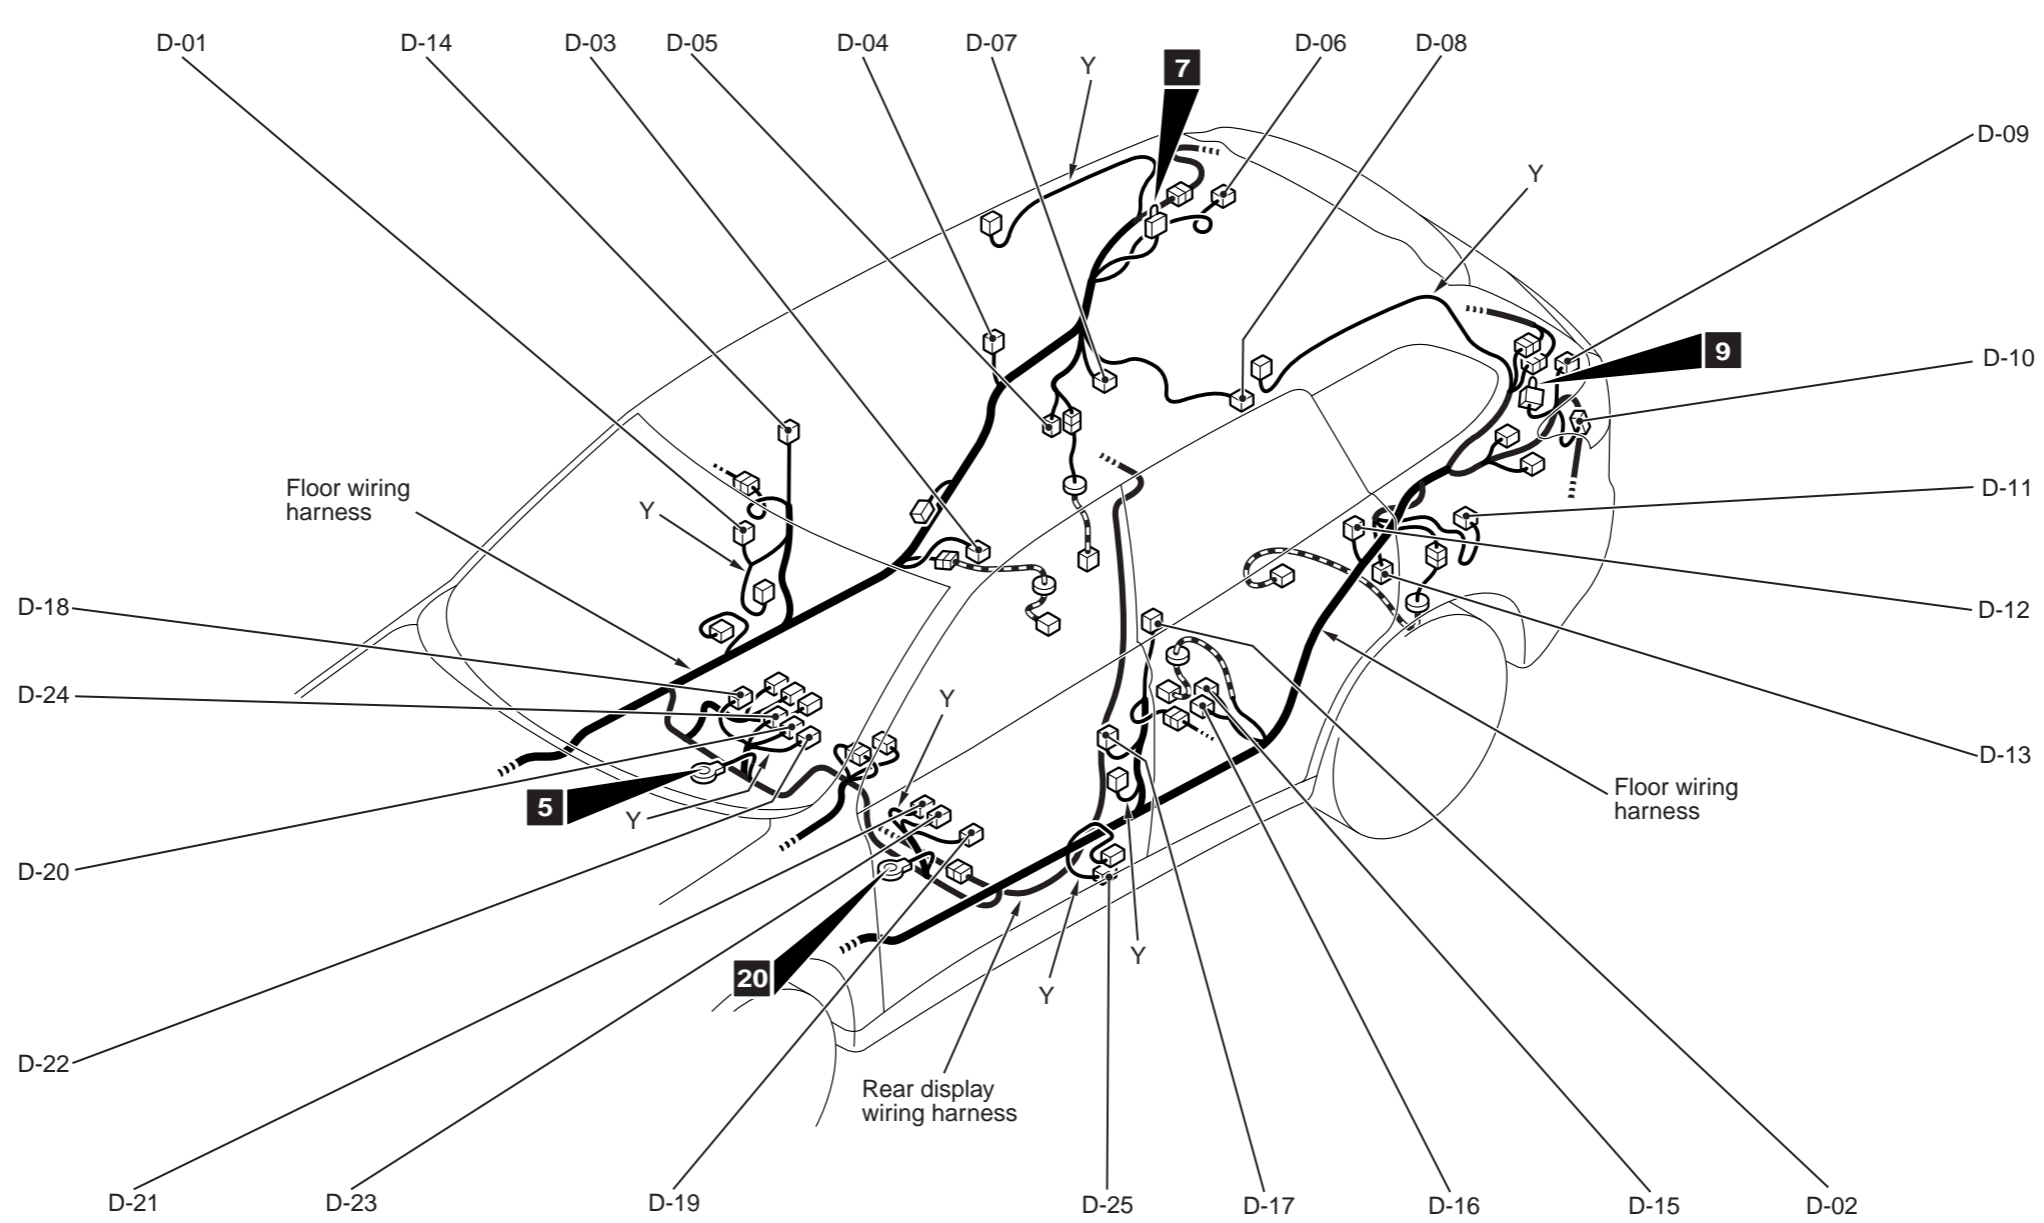 D-01
D-14
D-03
D-05
D-04
D-07
D-06
D-08
Y
7
D-09
Y
9
D-10
Floor wiring
harness
Y
D-11
D-18
D-12
D-24
Y
D-13
5
Y
Floor wiring
harness
D-20
20
Y
Y
D-22
Rear display
wiring harness
D-21
D-23
D-19
D-25
D-17
D-16
D-15
D-02